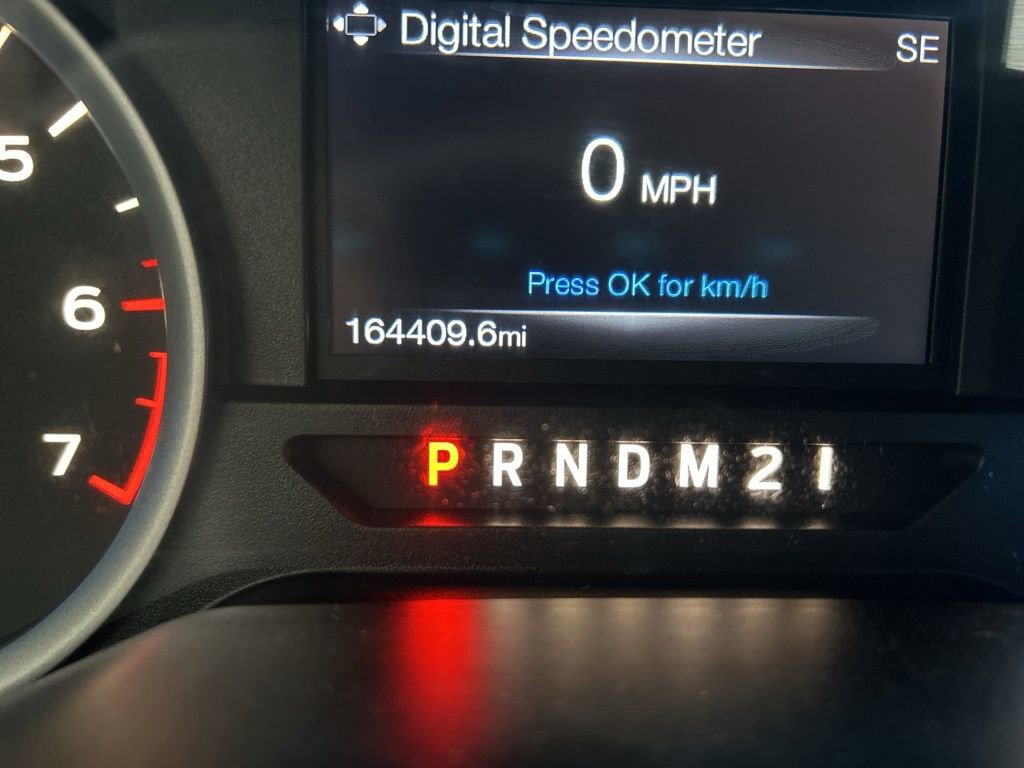 Digital Speedometer SE
0 MPH
Press OK for km/h
164409.6mi
5
6
7
P R N D M 2 1